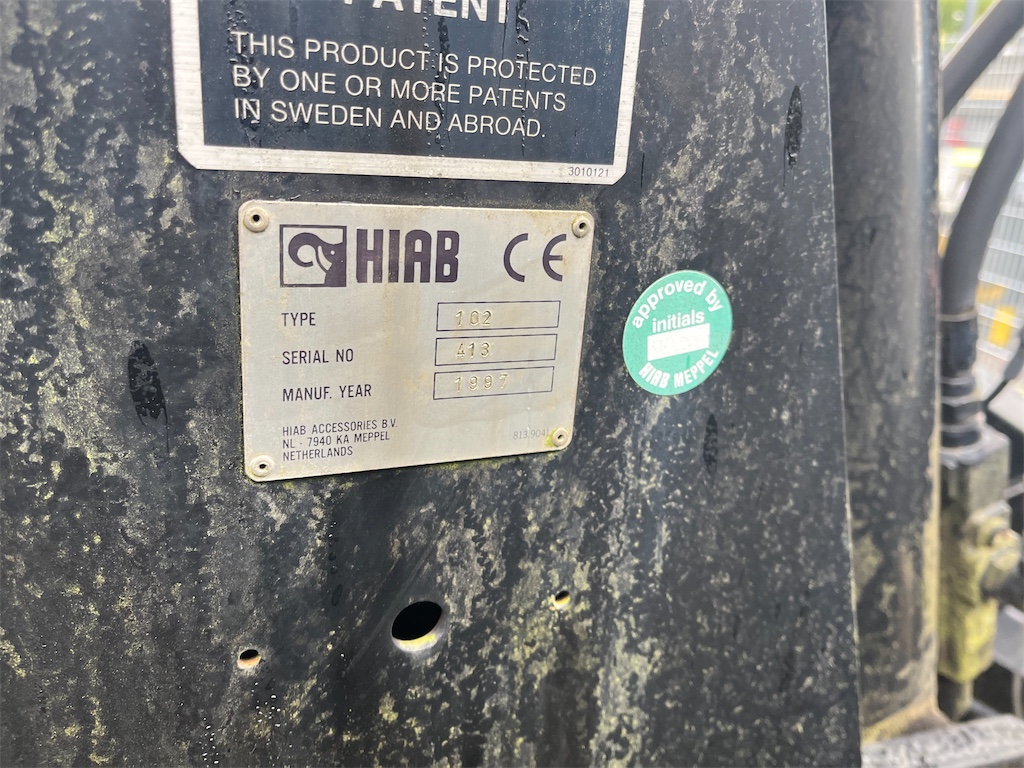 PATENT
THIS PRODUCT IS PROTECTED
BY ONE OR MORE PATENTS
IN SWEDEN AND ABROAD.
3010121
HIAB CE
TYPE 102
SERIAL NO 413
MANUF. YEAR 1997
HIAB ACCESSORIES B.V.
NL - 7940 KA MEPPEL
NETHERLANDS
approved by
initials
HIAB MEPPEL